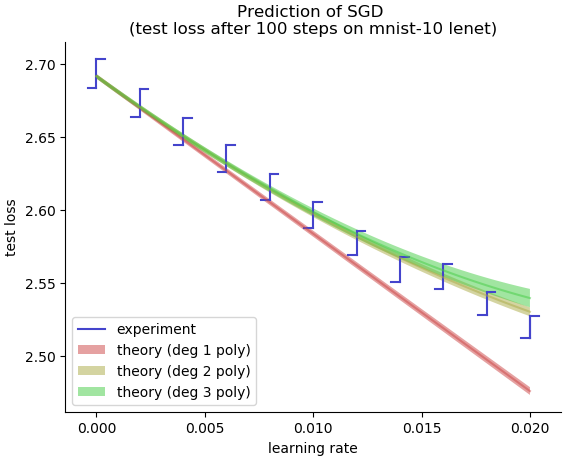 Prediction of SGD
(test loss after 100 steps on mnist-10 lenet)
test loss
2.70
2.65
2.60
2.55
2.50
experiment
theory (deg 1 poly)
theory (deg 2 poly)
theory (deg 3 poly)
0.000
0.005
0.010
0.015
0.020
learning rate